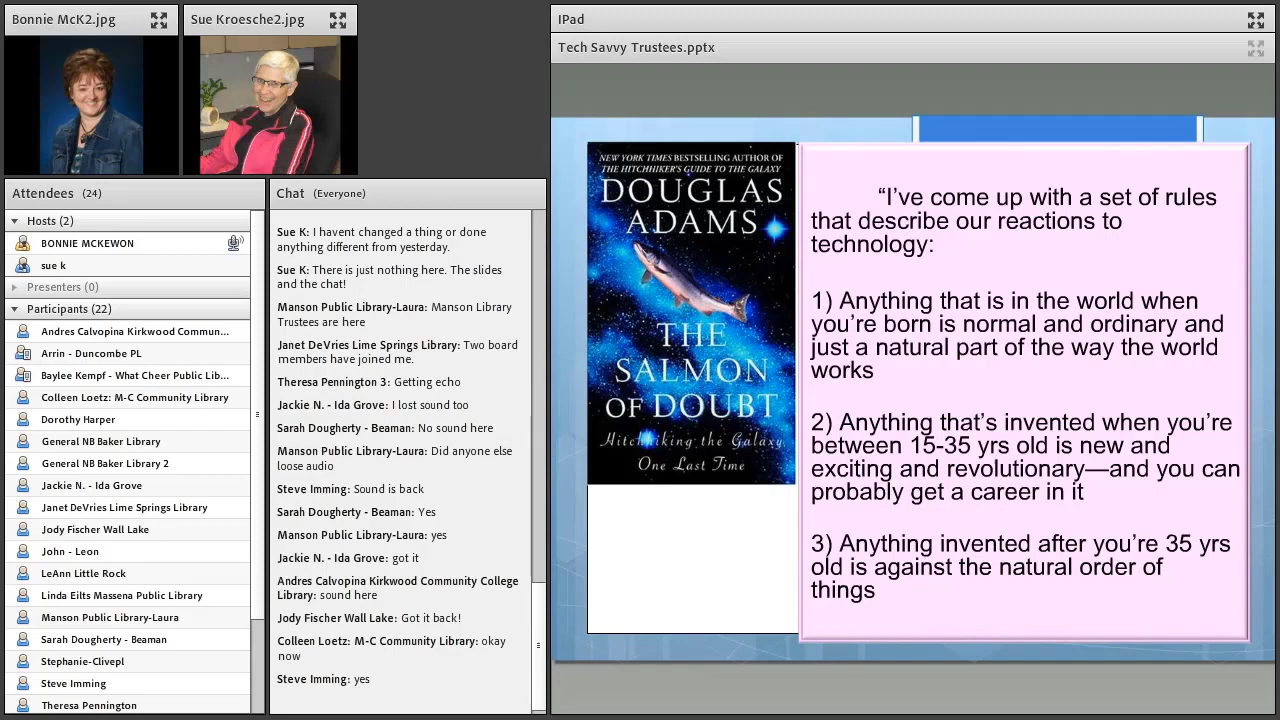 Bonnie McK2.jpg
Sue Kroesche2.jpg
Attendees (24)
Hosts (2)
BONNIE MCKEWON
sue k
Presenters (0)
Participants (22)
Andres Calvopina Kirkwood Commun...
Arrin - Duncombe PL
Baylee Kempf - What Cheer Public Lib...
Colleen Loetz: M-C Community Library
Dorothy Harper
General NB Baker Library
General NB Baker Library 2
Jackie N. - Ida Grove
Janet DeVries Lime Springs Library
Jody Fischer Wall Lake
John - Leon
LeAnn Little Rock
Linda Eilts Massena Public Library
Manson Public Library-Laura
Sarah Dougherty - Beaman
Stephanie-Clivepl
Steve Imming
Theresa Pennington
Chat (Everyone)
Sue K: I havent changed a thing or done
anything different from yesterday.
Sue K: There is just nothing here. The slides
and the chat!
Manson Public Library-Laura: Manson Library
Trustees are here
Janet DeVries Lime Springs Library: Two board
members have joined me.
Theresa Pennington 3: Getting echo
Jackie N. - Ida Grove: I lost sound too
Sarah Dougherty - Beaman: No sound here
Manson Public Library-Laura: Did anyone else
loose audio
Steve Imming: Sound is back
Sarah Dougherty - Beaman: Yes
Manson Public Library-Laura: yes
Jackie N. - Ida Grove: got it
Andres Calvopina Kirkwood Community College
Library: sound here
Jody Fischer Wall Lake: Got it back!
Colleen Loetz: M-C Community Library: okay
now
Steve Imming: yes
IPad
Tech Savvy Trustees.pptx
NEW YORK TIMES BESTSELLING AUTHOR OF
THE HITCHHIKER'S GUIDE TO THE GALAXY
DOUGLAS
ADAMS
THE
SALMON
OF DOUBT
Hitchhiking the Galaxy
One Last Time
“I’ve come up with a set of rules
that describe our reactions to
technology:
1) Anything that is in the world when
you’re born is normal and ordinary and
just a natural part of the way the world
works
2) Anything that’s invented when you’re
between 15-35 yrs old is new and
exciting and revolutionary—and you can
probably get a career in it
3) Anything invented after you’re 35 yrs
old is against the natural order of
things